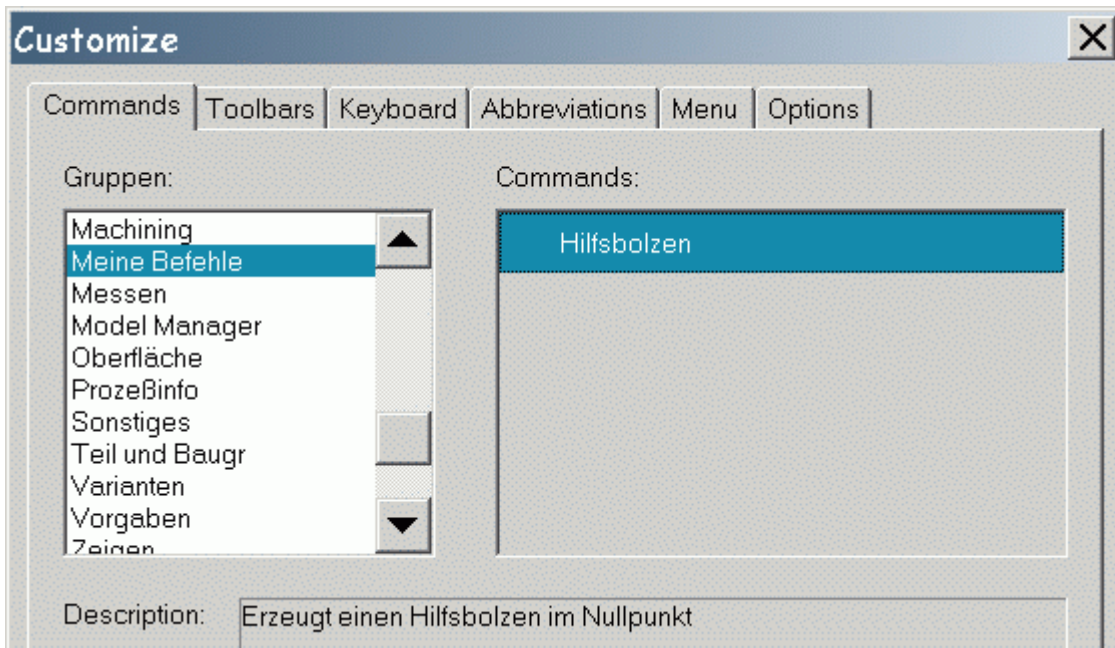 Customize
Commands Toolbars Keyboard Abbreviations Menu Options
Gruppen:
Commands:
Machining
Meine Befehle
Messen
Model Manager
Oberfläche
Prozeßinfo
Sonstiges
Teil und Baugr
Varianten
Vorgaben
Zeigen
Hilfsbolzen
Description: Erzeugt einen Hilfsbolzen im Nullpunkt